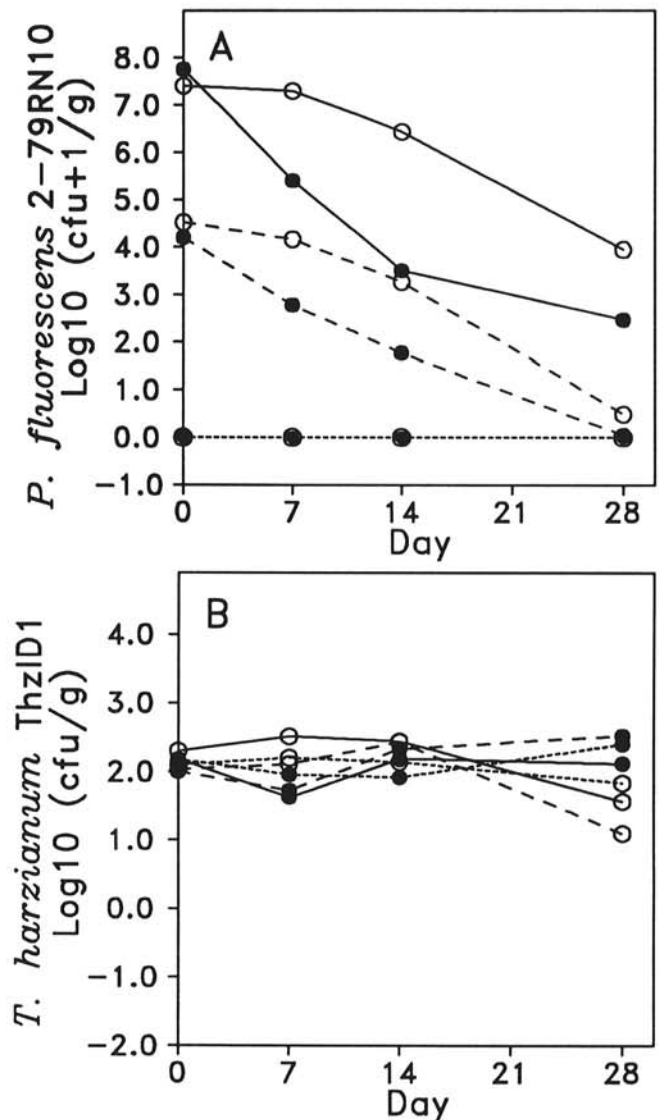 A
P. fluorescens 2-79RN10
Log10 (cfu+1/g)
8.0
7.0
6.0
5.0
4.0
3.0
2.0
1.0
0.0
-1.0
0 7 14 21 28
Day
B
T. harzianum ThzID1
Log10 (cfu/g)
4.0
3.0
2.0
1.0
0.0
-1.0
-2.0
0 7 14 21 28
Day